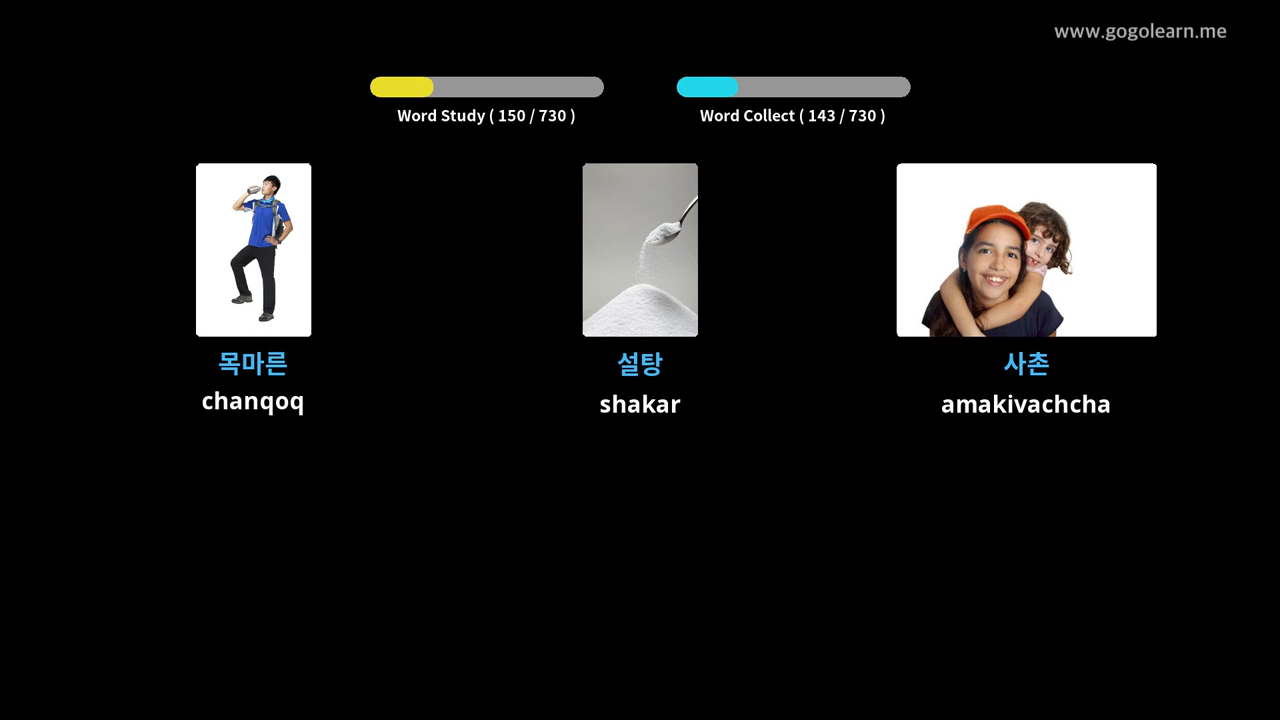 www.gogolearn.me
Word Study ( 150 / 730 )
Word Collect ( 143 / 730 )
목마른
chanqoq
설탕
shakar
사촌
amakivachcha